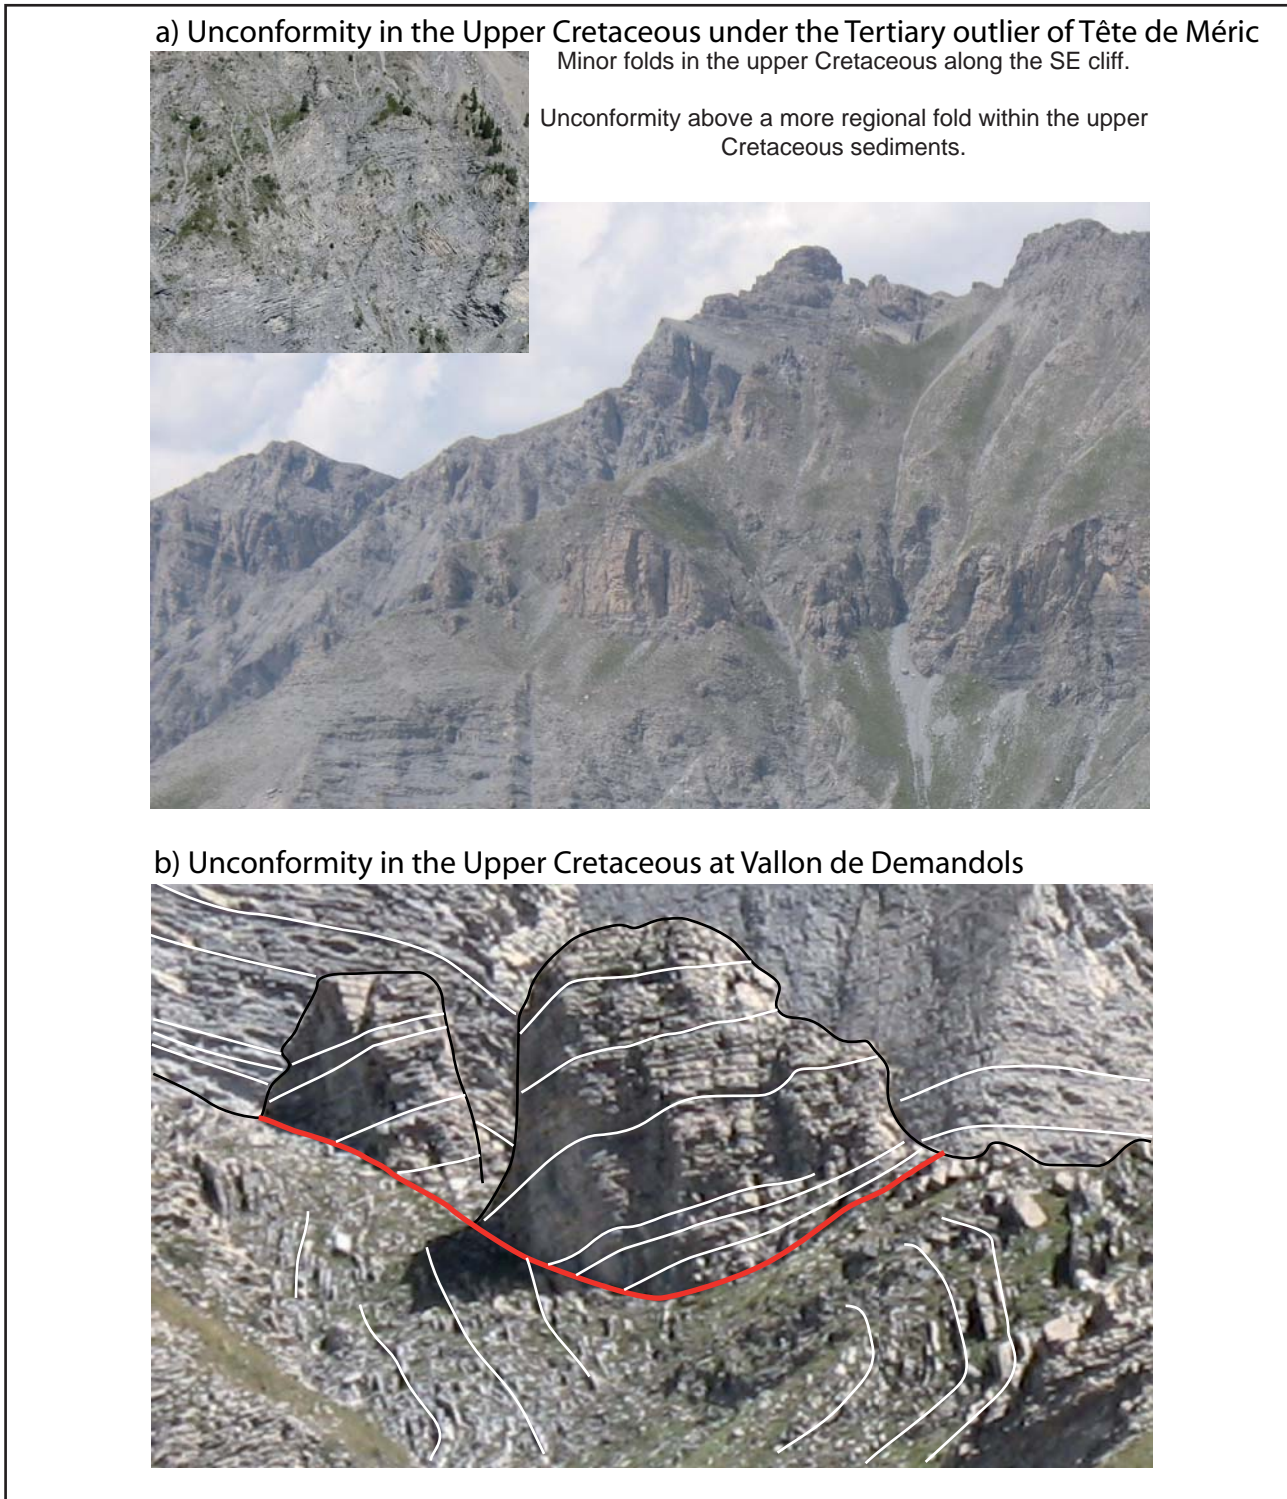 a) Unconformity in the Upper Cretaceous under the Tertiary outlier of Tête de Méric
Minor folds in the upper Cretaceous along the SE cliff.
Unconformity above a more regional fold within the upper
Cretaceous sediments.
b) Unconformity in the Upper Cretaceous at Vallon de Demandols